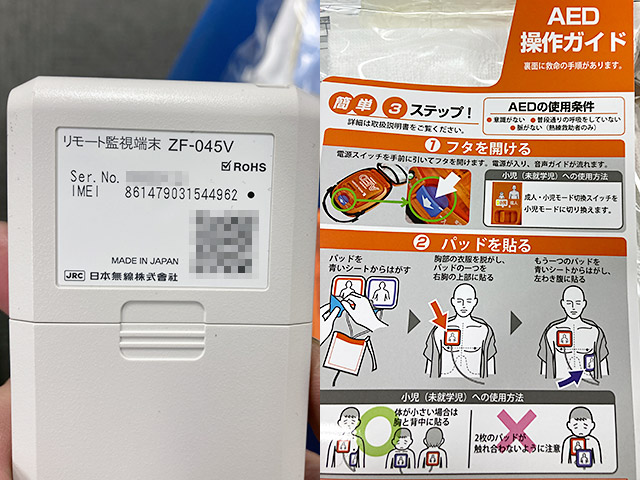 リモート監視端末 ZF-045V
RoHS
Ser. No.
IMEI 861479031544962
MADE IN JAPAN
JRC 日本無線株式会社
AED
操作ガイド
裏面に救命の手順があります。
簡単3ステップ！
詳細は取扱説明書をご覧ください。
AEDの使用条件
●意識がない ●普段通りの呼吸をしていない
●脈がない（熟練救助者のみ）
1 フタを開ける
電源スイッチを手前に引いてフタを開けます。電源が入り、音声ガイドが流れます。
AED
小児（未就学児）への使用方法
成人・小児モード切換スイッチを
小児モードに切り換えます。
2 パッドを貼る
パッドを
青いシートからはがす
胸部の衣服を脱がし、
パッドの一つを
右胸の上部に貼る
もう一つのパッドを
青いシートからはがし、
左わき腹に貼る
小児（未就学児）への使用方法
体が小さい場合は
胸と背中に貼る
2枚のパッドが
触れ合わないように注意